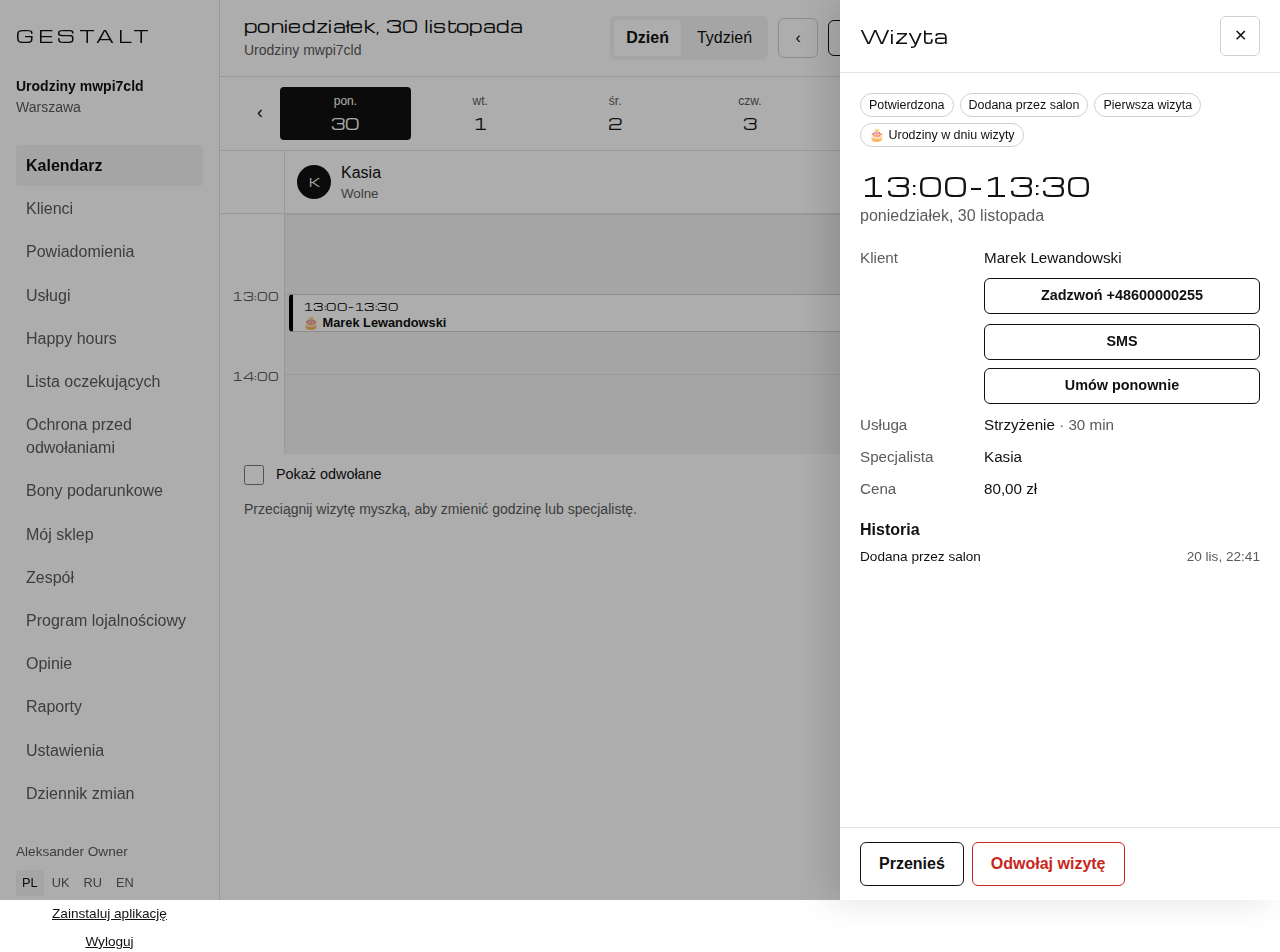 GESTALT
Urodziny mwpi7cld
Warszawa
Kalendarz
Klienci
Powiadomienia
Usługi
Happy hours
Lista oczekujących
Ochrona przed
odwołaniami
Bony podarunkowe
Mój sklep
Zespół
Program lojalnościowy
Opinie
Raporty
Ustawienia
Dziennik zmian
Aleksander Owner
PL UK RU EN
Zainstaluj aplikację
Wyloguj
poniedziałek, 30 listopada
Urodziny mwpi7cld
Dzień Tydzień ‹
‹ pon. wt. śr. czw.
30 1 2 3
K Kasia
Wolne
13:00
13:00–13:30
🎂 Marek Lewandowski
14:00
Pokaż odwołane
Przeciągnij wizytę myszką, aby zmienić godzinę lub specjalistę.
Wizyta ✕
Potwierdzona Dodana przez salon Pierwsza wizyta
🎂 Urodziny w dniu wizyty
13:00–13:30
poniedziałek, 30 listopada
Klient Marek Lewandowski
Zadzwoń +48600000255
SMS
Umów ponownie
Usługa Strzyżenie · 30 min
Specjalista Kasia
Cena 80,00 zł
Historia
Dodana przez salon 20 lis, 22:41
Przenieś Odwołaj wizytę